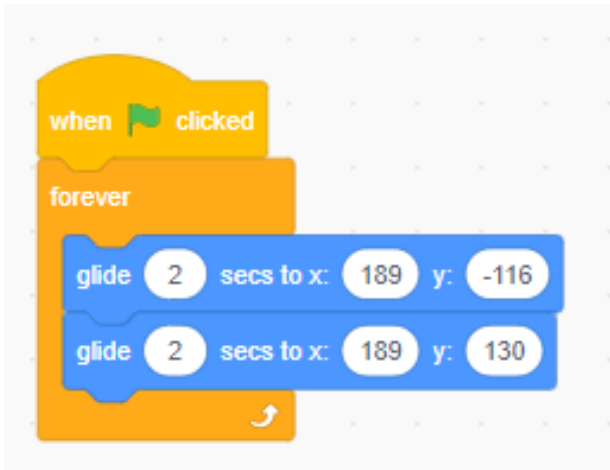 when clicked
forever
glide 2 secs to x: 189 y: -116
glide 2 secs to x: 189 y: 130